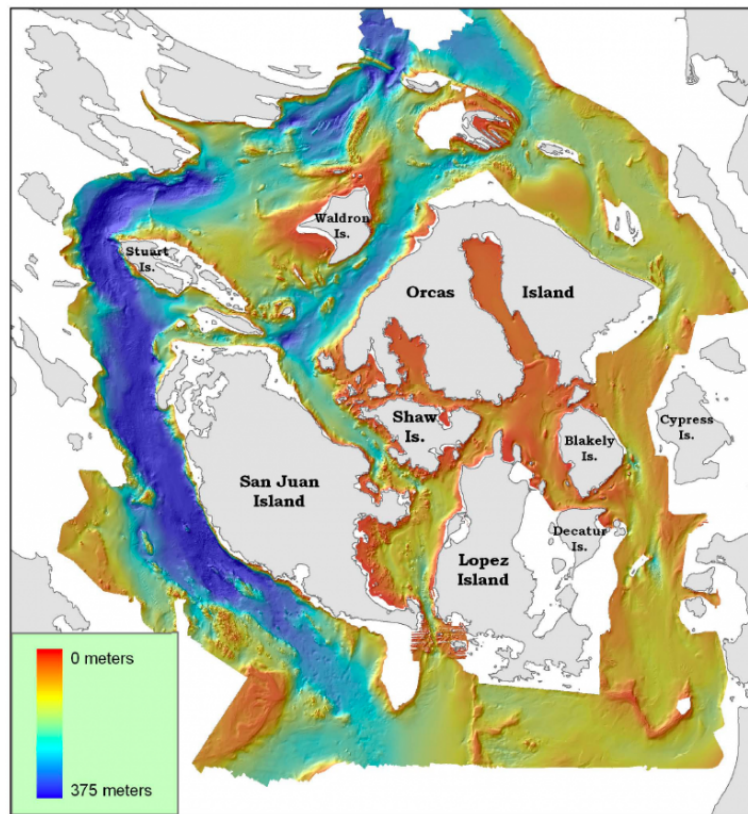 Waldron
Is.
Stuart
Is.
Orcas
Island
Shaw
Is.
Blakely
Is.
Cypress
Is.
San Juan
Island
Decatur
Is.
Lopez
Island
0 meters
375 meters